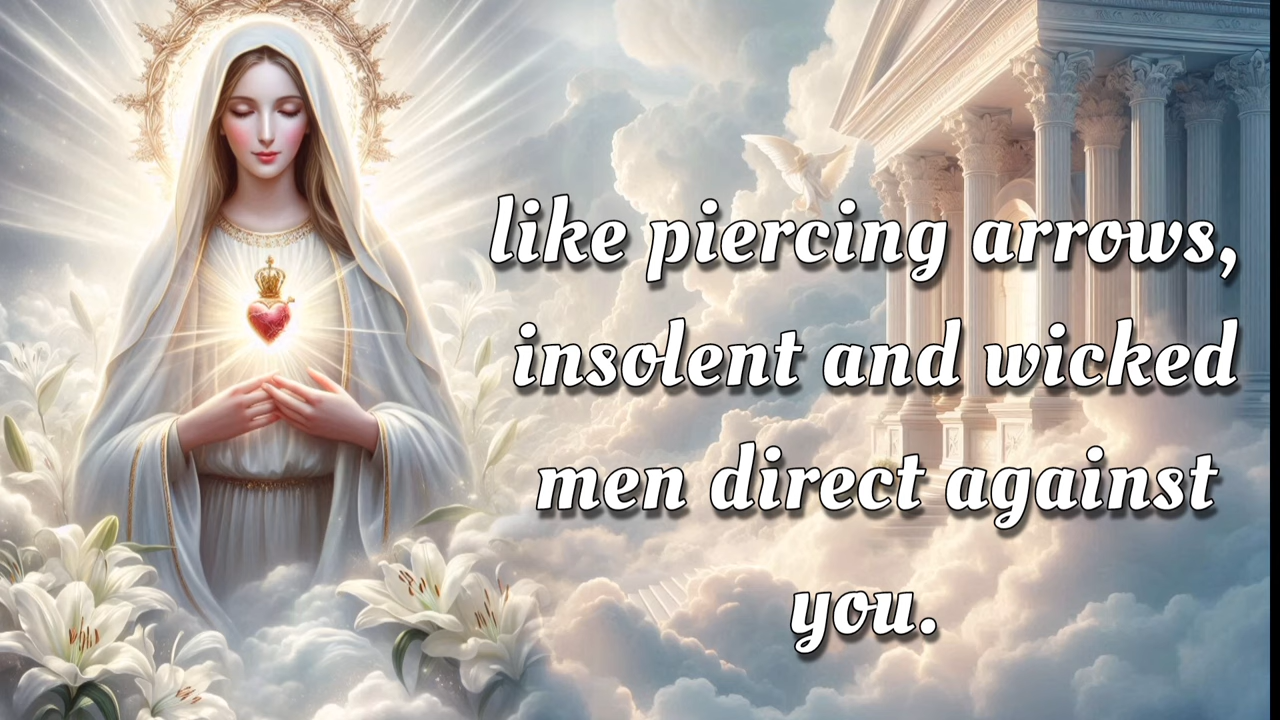 like piercing arrows,
insolent and wicked
men direct against
you.